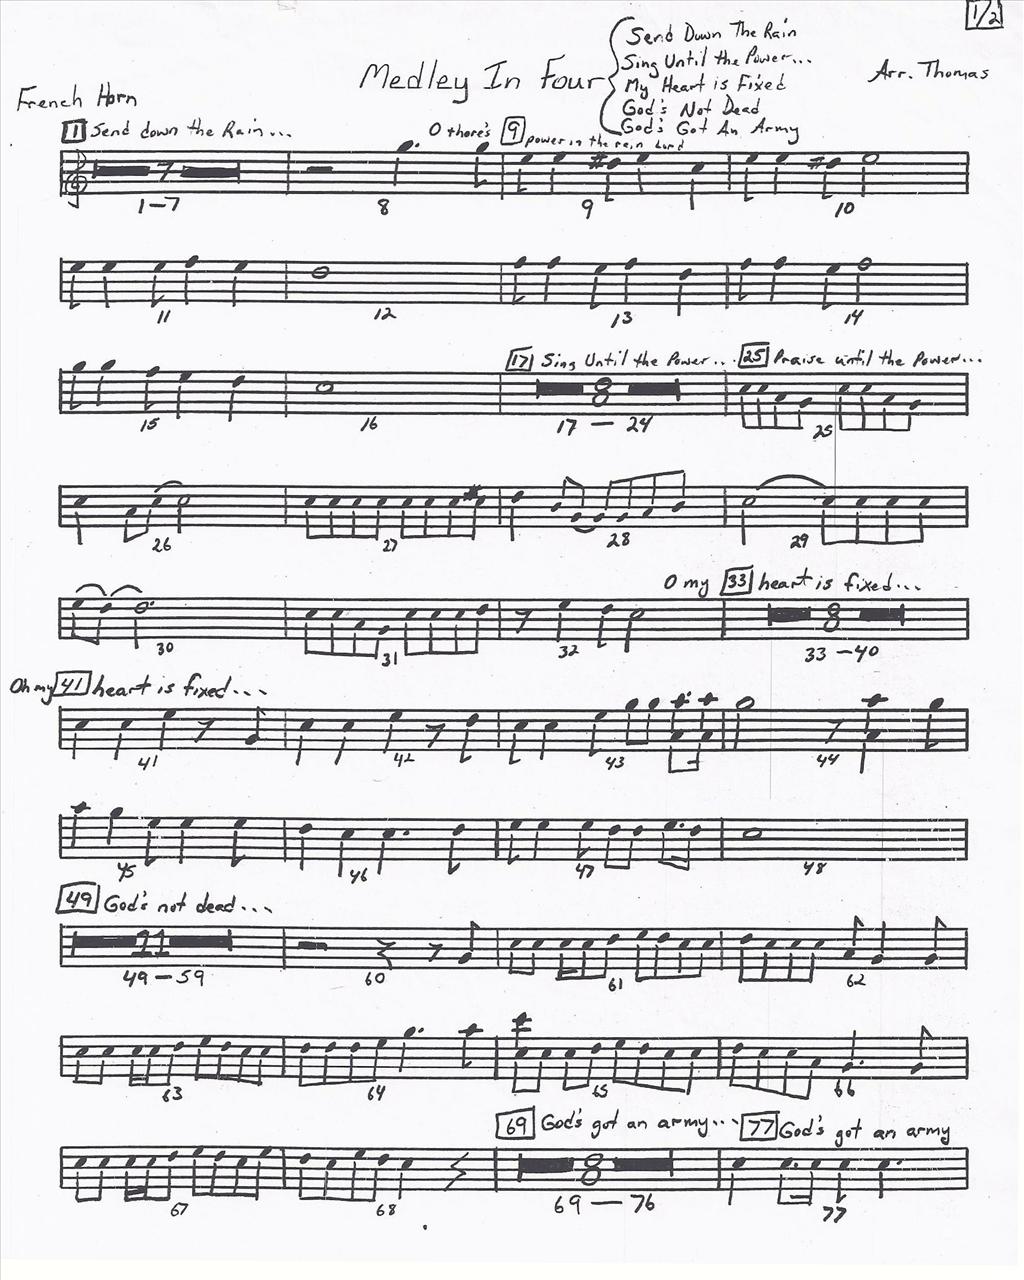 1/2
Send Down The Rain
Sing Until the Power...
Medley In Four
My Heart is Fixed
Arr. Thomas
God's Not Dead
God's Got An Army
French Horn
1 Send down the Rain... O there's 9 power in the rain Lord
7
1-7 8 9 10
11 12 13 14
17 Sing Until the Power... 25 Praise until the Power...
8
15 16 17 - 24 25
26 27 28 29
O my 33 heart is fixed...
8
30 31 32 33-40
Oh my 41 heart is fixed...
41 42 43 44
45 46 47 48
49 God's not dead...
11
49-59 60 61 62
63 64 65 66
69 God's got an army... 77 God's got an army
8
67 68 69 - 76 77